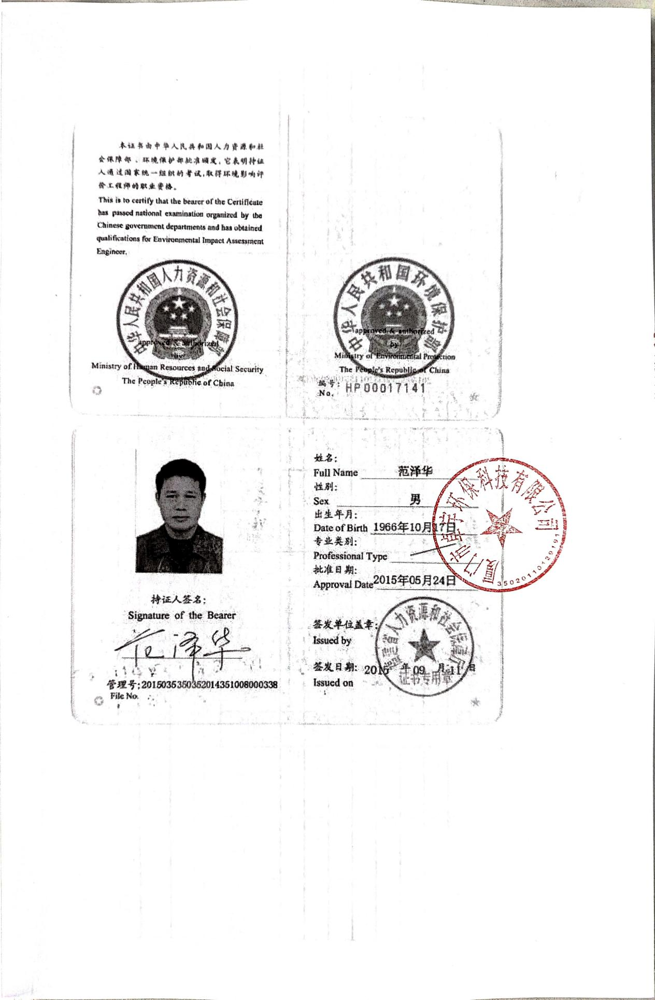 本证书由中华人民共和国人力资源和社
会保障部、环境保护部批准颁发，它表明持证
人通过国家统一组织的考试,取得环境影响评
价工程师的职业资格。
This is to certify that the bearer of the Certificate
has passed national examination organized by the
Chinese government departments and has obtained
qualifications for Environmental Impact Assessment
Engineer.
中华人民共和国人力资源和社会保障部
approved & authorized
by
Ministry of Human Resources and Social Security
The People's Republic of China
中华人民共和国环境保护部
approved & authorized
by
Ministry of Environmental Protection
The People's Republic of China
编号:
No. HP00017141
持证人签名:
Signature of the Bearer
范泽华
管理号:2015035350352014351008000338
File No.
姓名:
Full Name 范泽华
性别:
Sex 男
出生年月:
Date of Birth 1966年10月17日
专业类别:
Professional Type
批准日期:
Approval Date 2015年05月24日
签发单位盖章:
Issued by
福建省人力资源和社会保障厅
证书专用章
签发日期: 2015 年 09 月 11 日
Issued on
厦门市 环保科技有限公司
35020110129191